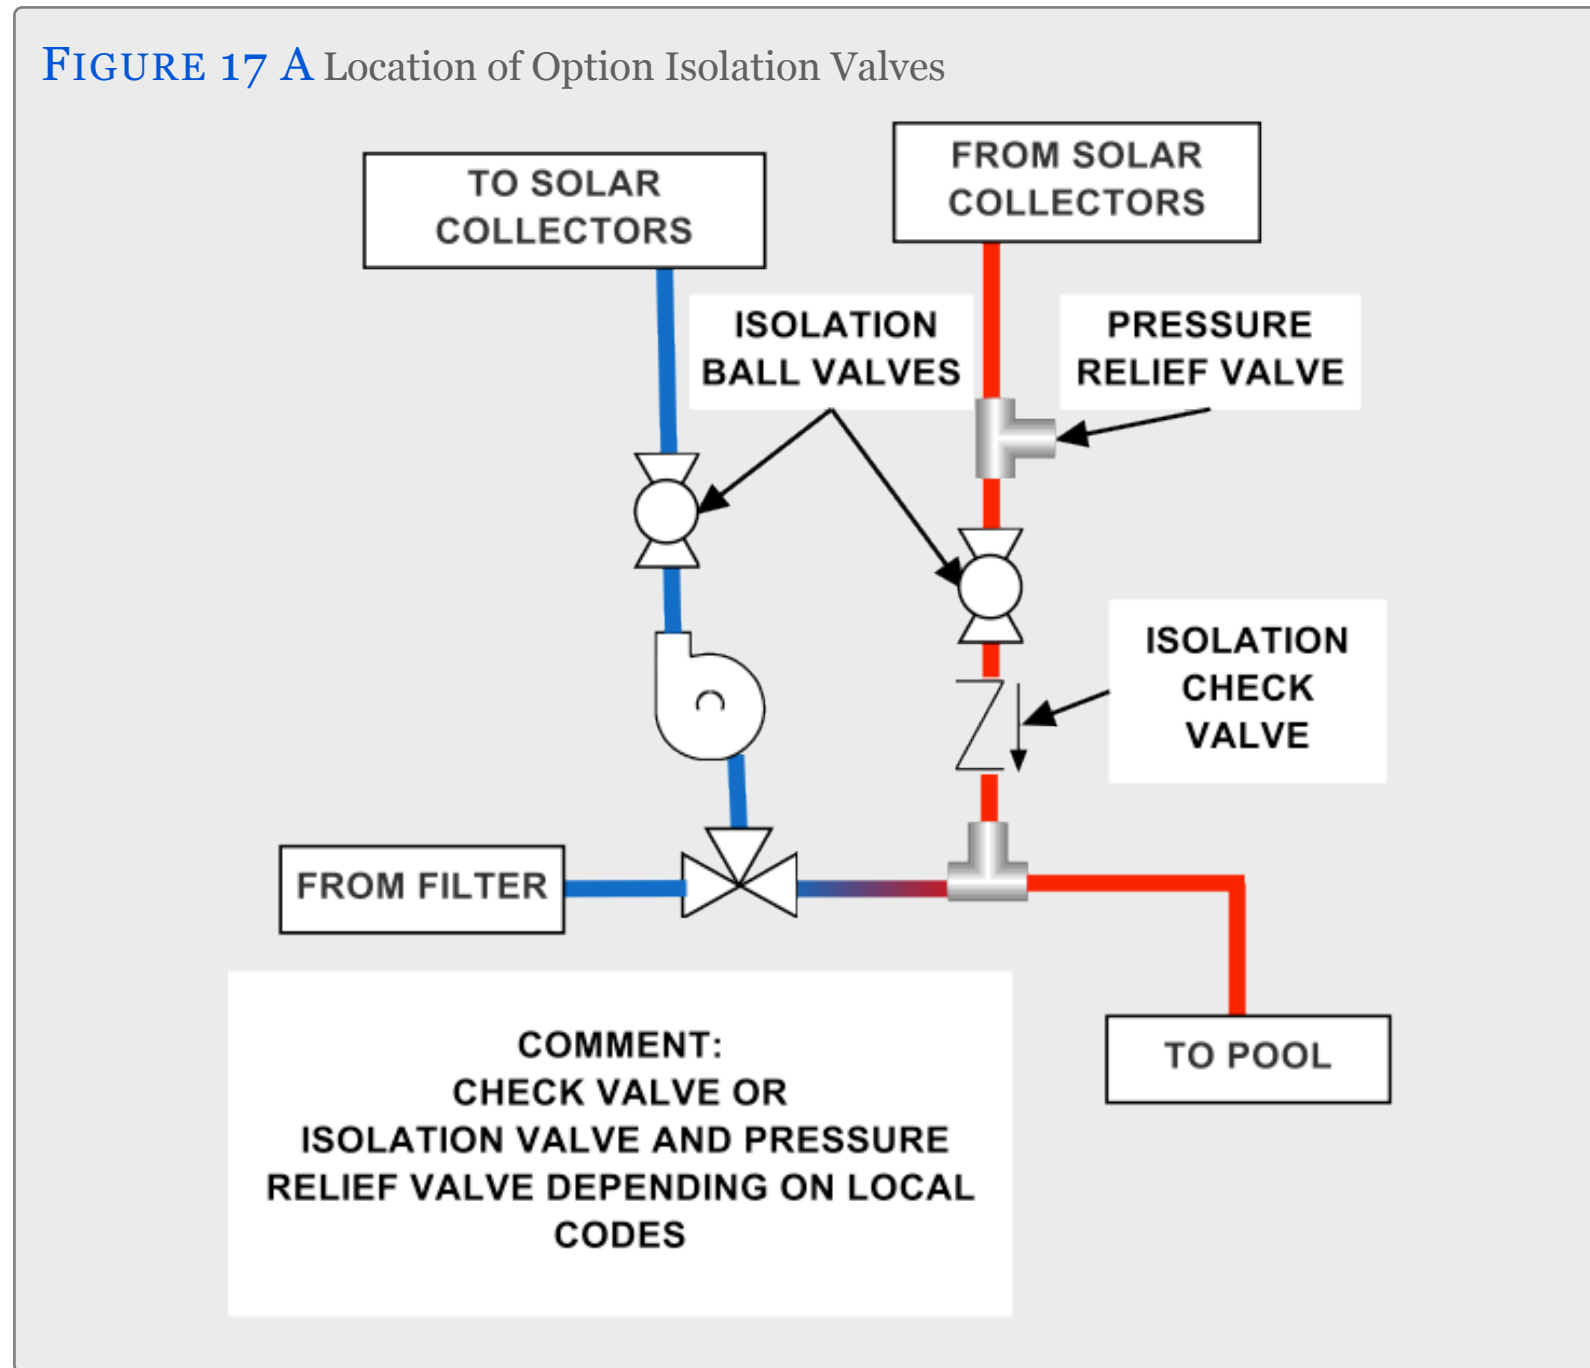 FIGURE 17 A Location of Option Isolation Valves
TO SOLAR
COLLECTORS
FROM SOLAR
COLLECTORS
ISOLATION
BALL VALVES
PRESSURE
RELIEF VALVE
ISOLATION
CHECK
VALVE
FROM FILTER
TO POOL
COMMENT:
CHECK VALVE OR
ISOLATION VALVE AND PRESSURE
RELIEF VALVE DEPENDING ON LOCAL
CODES